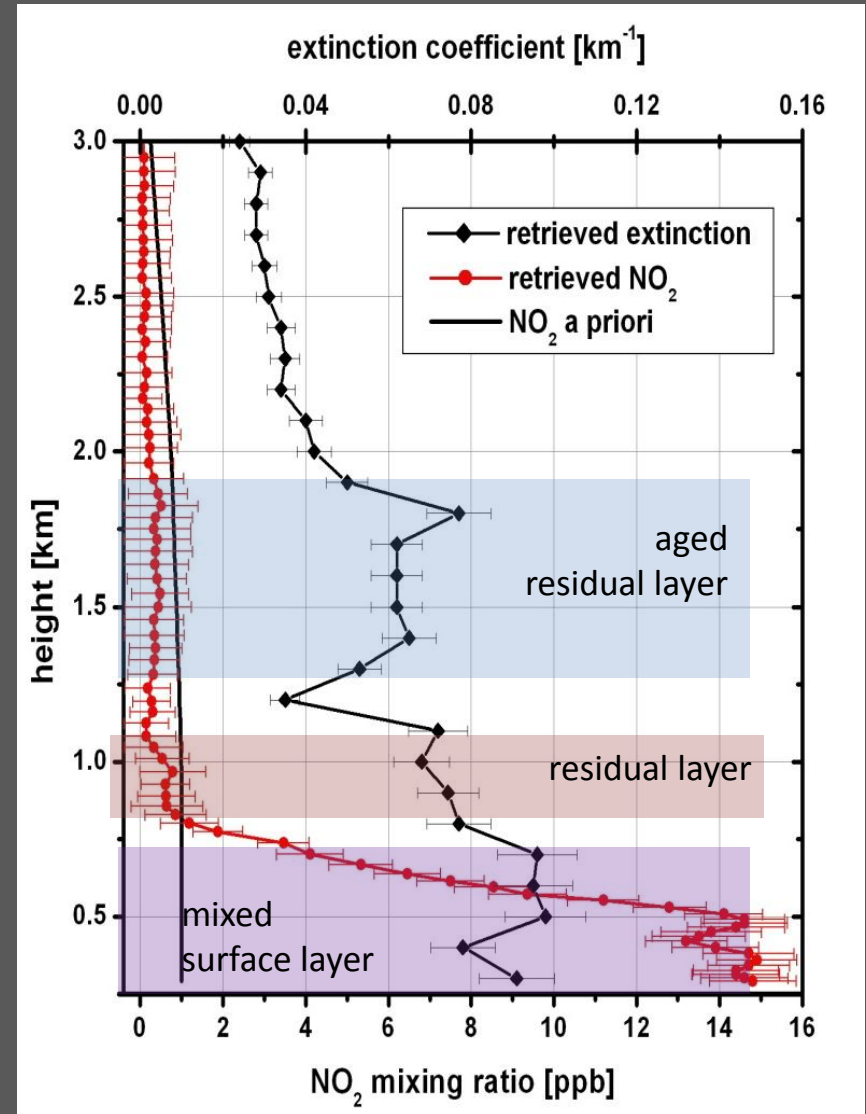 extinction coefficient [km⁻¹]
0.00 0.04 0.08 0.12 0.16
3.0
retrieved extinction
retrieved NO₂
NO₂ a priori
2.5
2.0
aged
residual layer
1.5
height [km]
1.0
residual layer
0.5
mixed
surface layer
0 2 4 6 8 10 12 14 16
NO₂ mixing ratio [ppb]